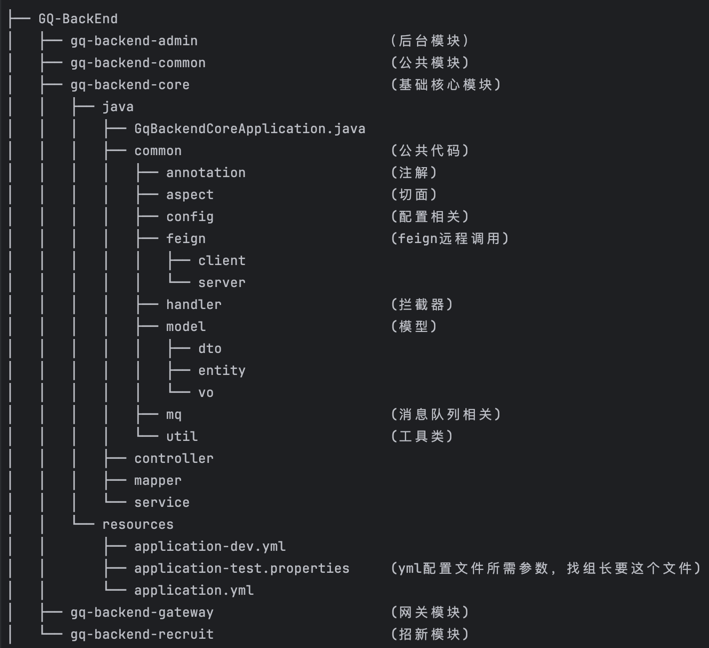 ├── GQ-BackEnd
│   ├── gq-backend-admin                    (后台模块)
│   ├── gq-backend-common                   (公共模块)
│   ├── gq-backend-core                     (基础核心模块)
│   │   ├── java
│   │   │   ├── GqBackendCoreApplication.java
│   │   │   ├── common                      (公共代码)
│   │   │   │   ├── annotation              (注解)
│   │   │   │   ├── aspect                  (切面)
│   │   │   │   ├── config                  (配置相关)
│   │   │   │   ├── feign                   (feign远程调用)
│   │   │   │   │   ├── client
│   │   │   │   │   └── server
│   │   │   │   ├── handler                 (拦截器)
│   │   │   │   ├── model                   (模型)
│   │   │   │   │   ├── dto
│   │   │   │   │   ├── entity
│   │   │   │   │   └── vo
│   │   │   │   ├── mq                      (消息队列相关)
│   │   │   │   └── util                    (工具类)
│   │   │   ├── controller
│   │   │   ├── mapper
│   │   │   └── service
│   │   └── resources
│   │       ├── application-dev.yml
│   │       ├── application-test.properties     (yml配置文件所需参数，找组长要这个文件)
│   │       └── application.yml
│   ├── gq-backend-gateway                  (网关模块)
│   └── gq-backend-recruit                  (招新模块)